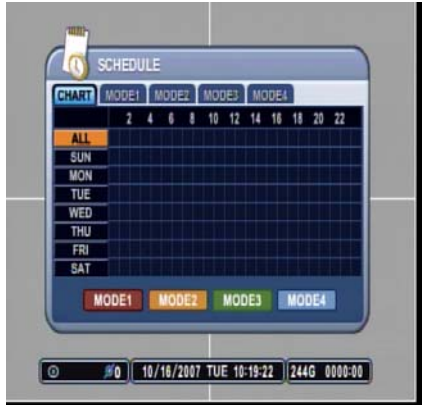 SCHEDULE
CHART MODE1 MODE2 MODE3 MODE4
2 4 6 8 10 12 14 16 18 20 22
ALL
SUN
MON
TUE
WED
THU
FRI
SAT
MODE1 MODE2 MODE3 MODE4
0 10/16/2007 TUE 10:19:22 244G 0000:00